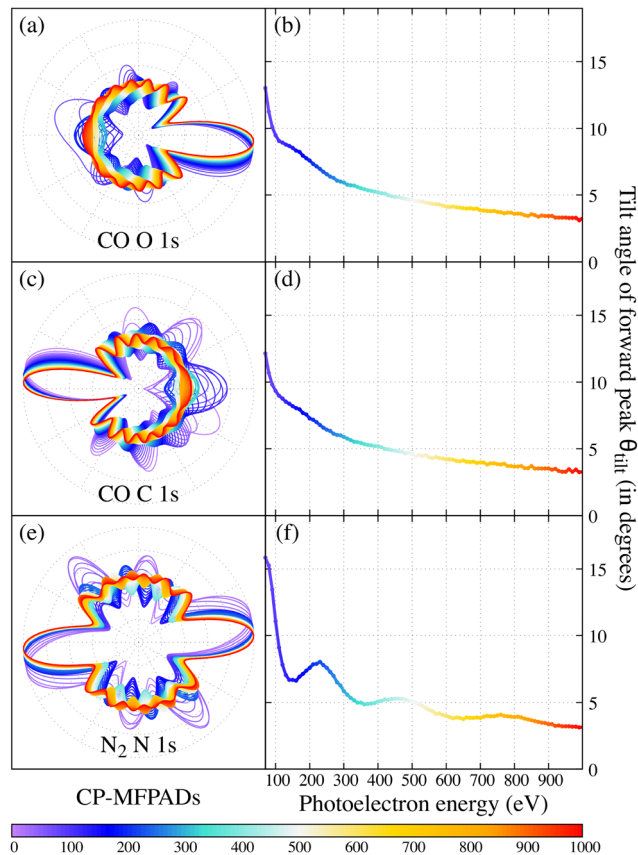 (a)
CO O 1s
(b)
15
10
5
0
(c)
CO C 1s
(d)
15
10
5
0
(e)
N₂ N 1s
(f)
15
10
5
0
100 200 300 400 500 600 700 800 900
Photoelectron energy (eV)
Tilt angle of forward peak θtilt (in degrees)
CP-MFPADs
0 100 200 300 400 500 600 700 800 900 1000